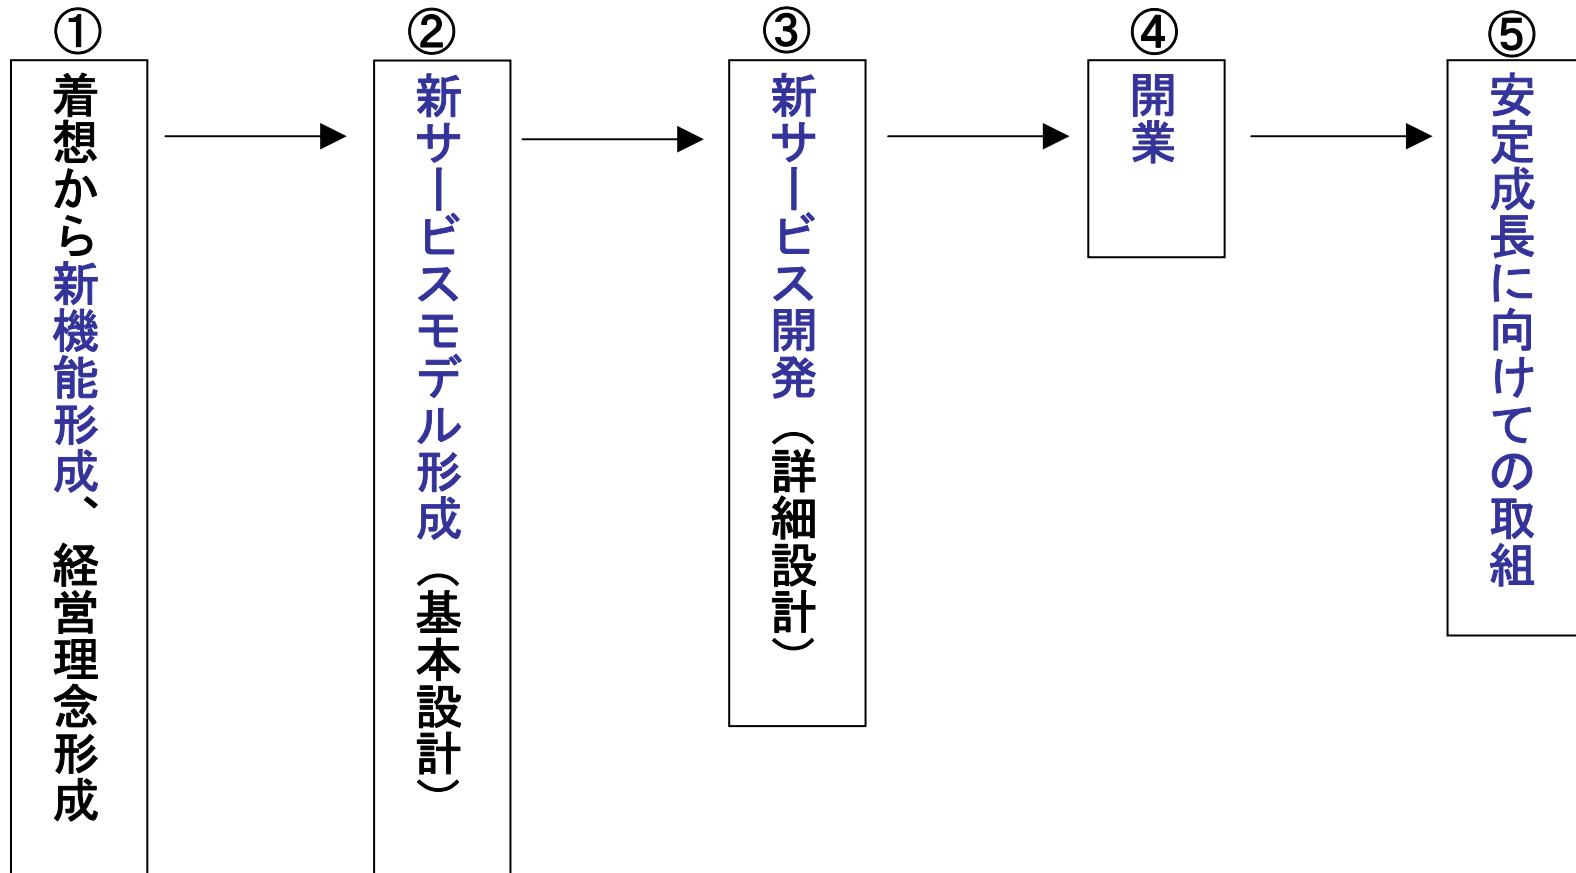 ①
着想から新機能形成、経営理念形成
②
新サービスモデル形成（基本設計）
③
新サービス開発（詳細設計）
④
開業
⑤
安定成長に向けての取組